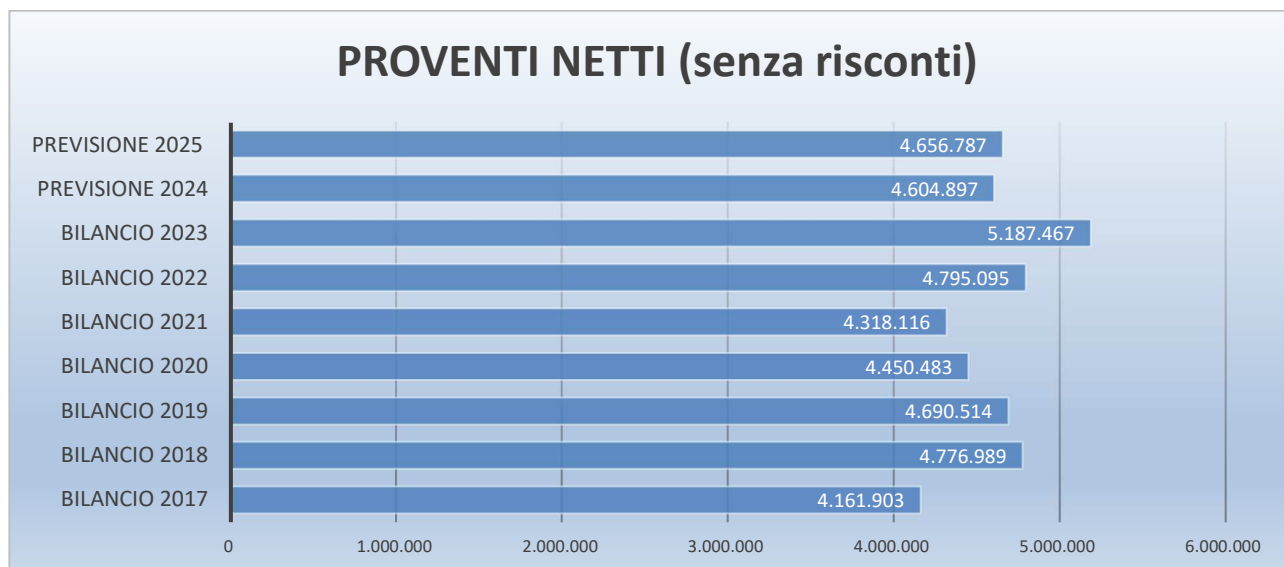 PROVENTI NETTI (senza risconti)
PREVISIONE 2025 4.656.787
PREVISIONE 2024 4.604.897
BILANCIO 2023 5.187.467
BILANCIO 2022 4.795.095
BILANCIO 2021 4.318.116
BILANCIO 2020 4.450.483
BILANCIO 2019 4.690.514
BILANCIO 2018 4.776.989
BILANCIO 2017 4.161.903
0 1.000.000 2.000.000 3.000.000 4.000.000 5.000.000 6.000.000